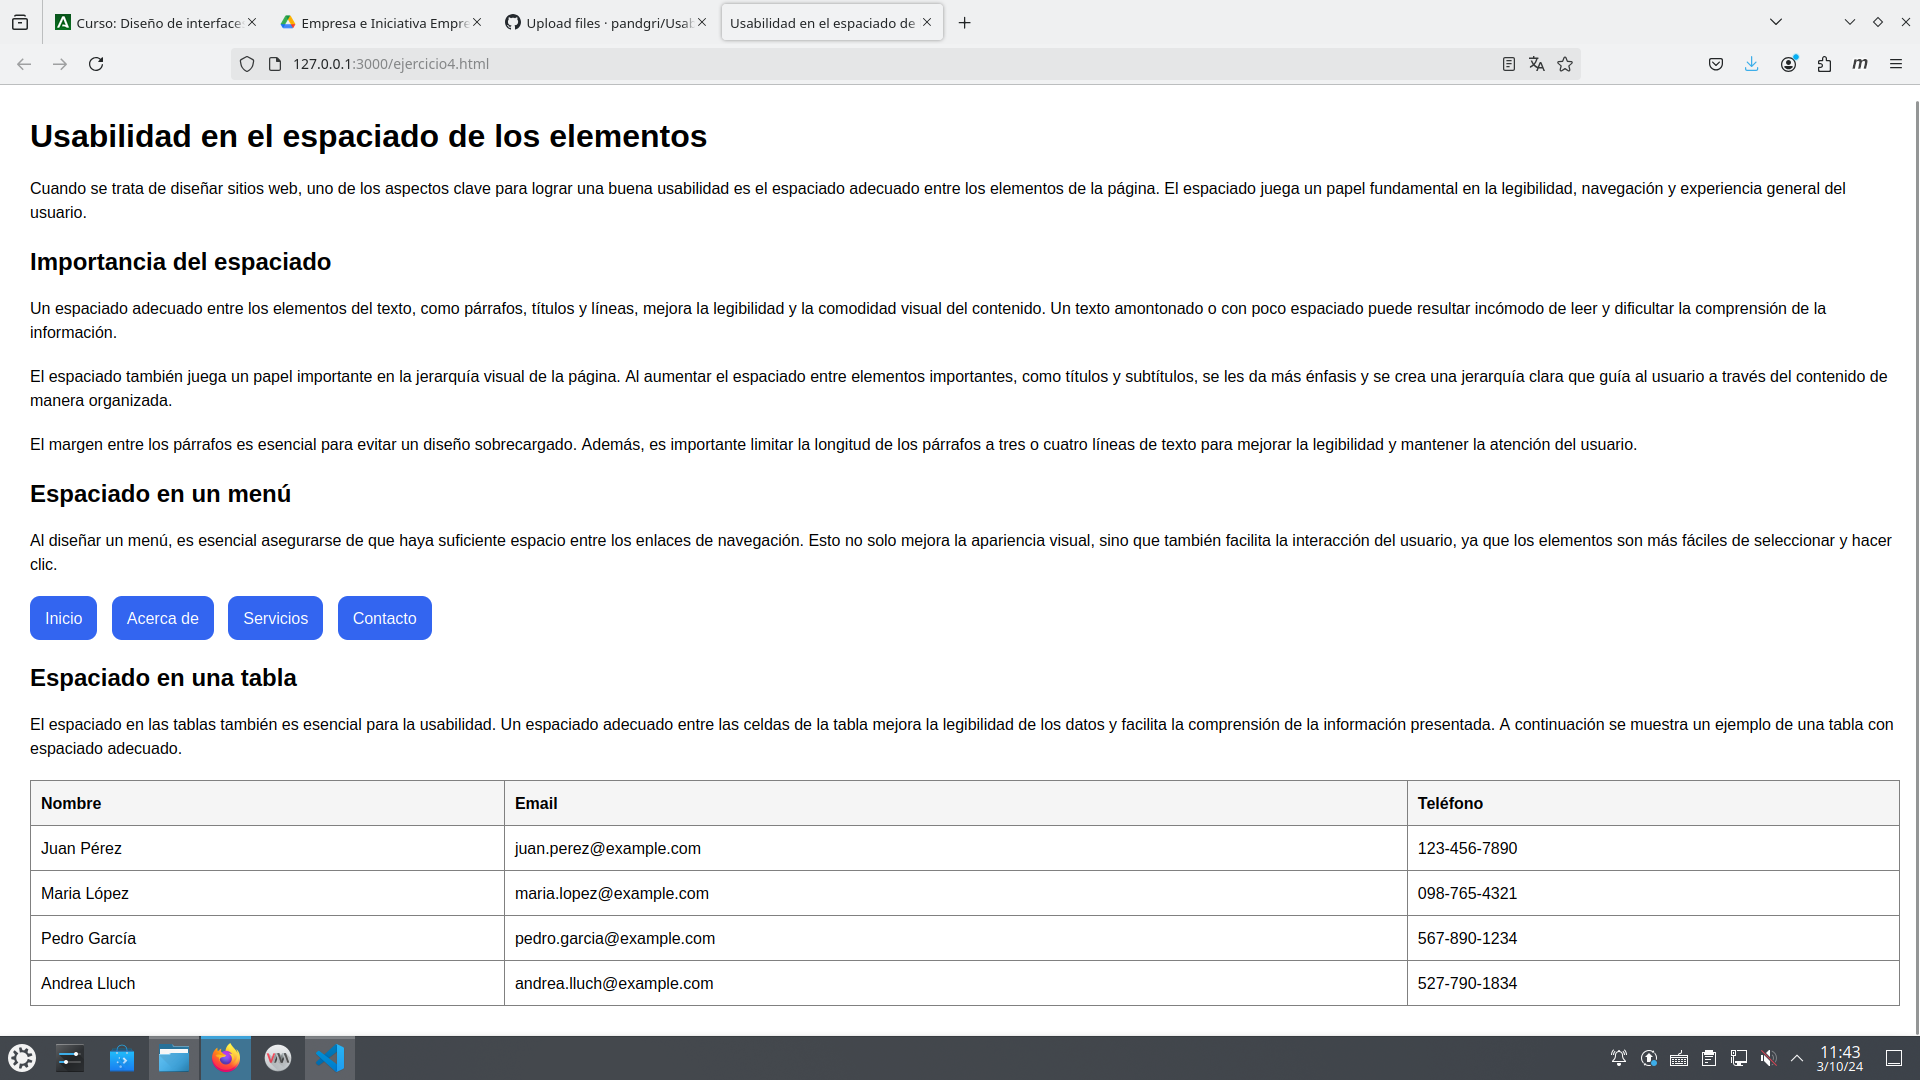 Curso: Diseño de interface
Empresa e Iniciativa Empre
Upload files · pandgri/Usab
Usabilidad en el espaciado de
127.0.0.1:3000/ejercicio4.html
m
Usabilidad en el espaciado de los elementos
Cuando se trata de diseñar sitios web, uno de los aspectos clave para lograr una buena usabilidad es el espaciado adecuado entre los elementos de la página. El espaciado juega un papel fundamental en la legibilidad, navegación y experiencia general del
usuario.
Importancia del espaciado
Un espaciado adecuado entre los elementos del texto, como párrafos, títulos y líneas, mejora la legibilidad y la comodidad visual del contenido. Un texto amontonado o con poco espaciado puede resultar incómodo de leer y dificultar la comprensión de la
información.
El espaciado también juega un papel importante en la jerarquía visual de la página. Al aumentar el espaciado entre elementos importantes, como títulos y subtítulos, se les da más énfasis y se crea una jerarquía clara que guía al usuario a través del contenido de
manera organizada.
El margen entre los párrafos es esencial para evitar un diseño sobrecargado. Además, es importante limitar la longitud de los párrafos a tres o cuatro líneas de texto para mejorar la legibilidad y mantener la atención del usuario.
Espaciado en un menú
Al diseñar un menú, es esencial asegurarse de que haya suficiente espacio entre los enlaces de navegación. Esto no solo mejora la apariencia visual, sino que también facilita la interacción del usuario, ya que los elementos son más fáciles de seleccionar y hacer
clic.
Inicio Acerca de Servicios Contacto
Espaciado en una tabla
El espaciado en las tablas también es esencial para la usabilidad. Un espaciado adecuado entre las celdas de la tabla mejora la legibilidad de los datos y facilita la comprensión de la información presentada. A continuación se muestra un ejemplo de una tabla con
espaciado adecuado.
Nombre Email Teléfono
Juan Pérez juan.perez@example.com 123-456-7890
Maria López maria.lopez@example.com 098-765-4321
Pedro García pedro.garcia@example.com 567-890-1234
Andrea Lluch andrea.lluch@example.com 527-790-1834
11:43
3/10/24